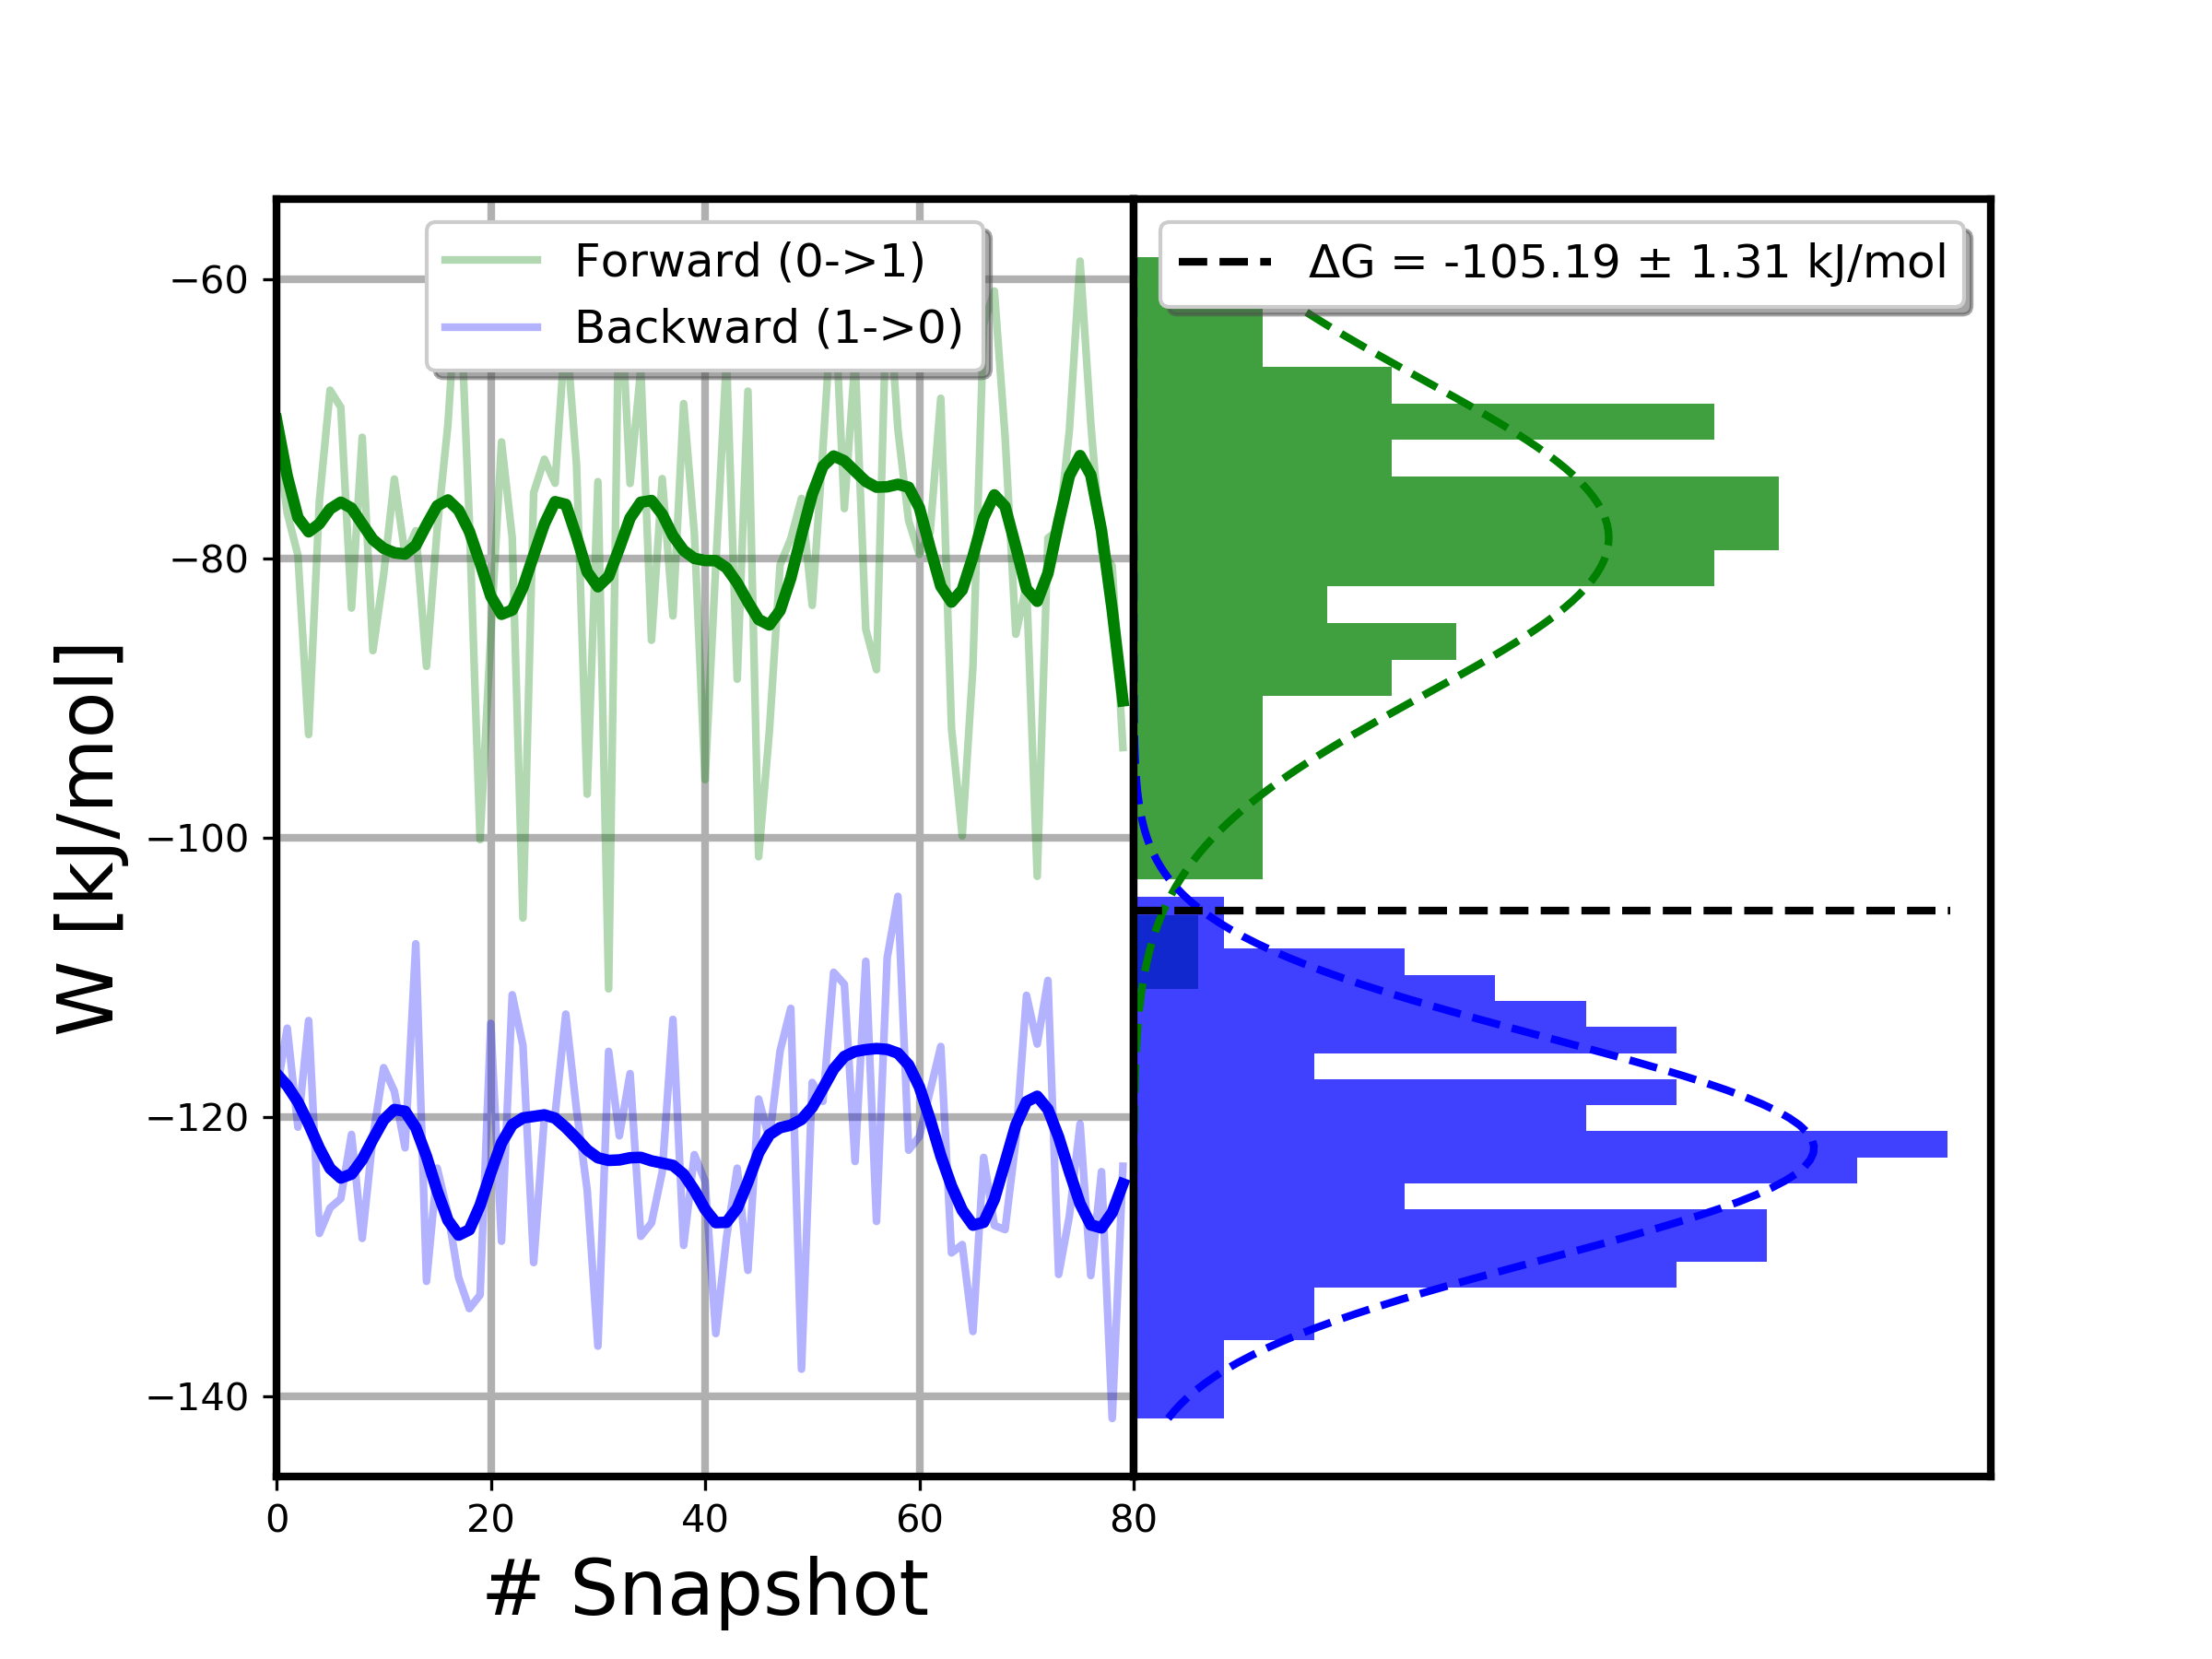 Forward (0->1)
Backward (1->0)
ΔG = -105.19 ± 1.31 kJ/mol
W [kJ/mol]
−60
−80
−100
−120
−140
0 20 40 60 80
# Snapshot